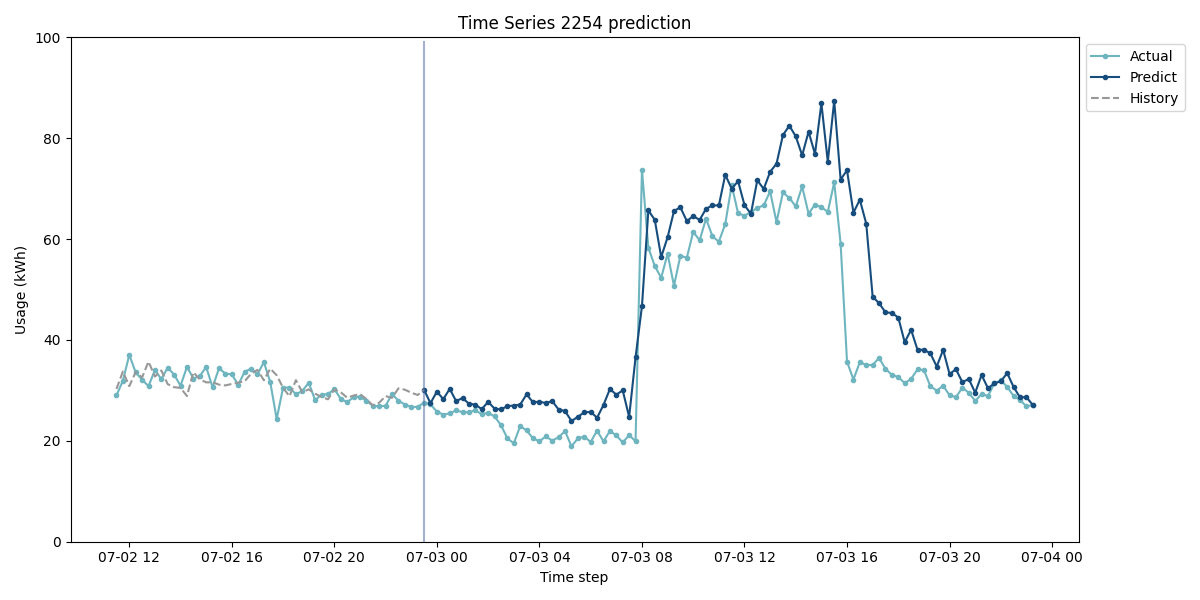 Time Series 2254 prediction
100
80
60
40
20
0
Usage (kWh)
07-02 12
07-02 16
07-02 20
07-03 00
07-03 04
07-03 08
07-03 12
07-03 16
07-03 20
07-04 00
Time step
Actual
Predict
History